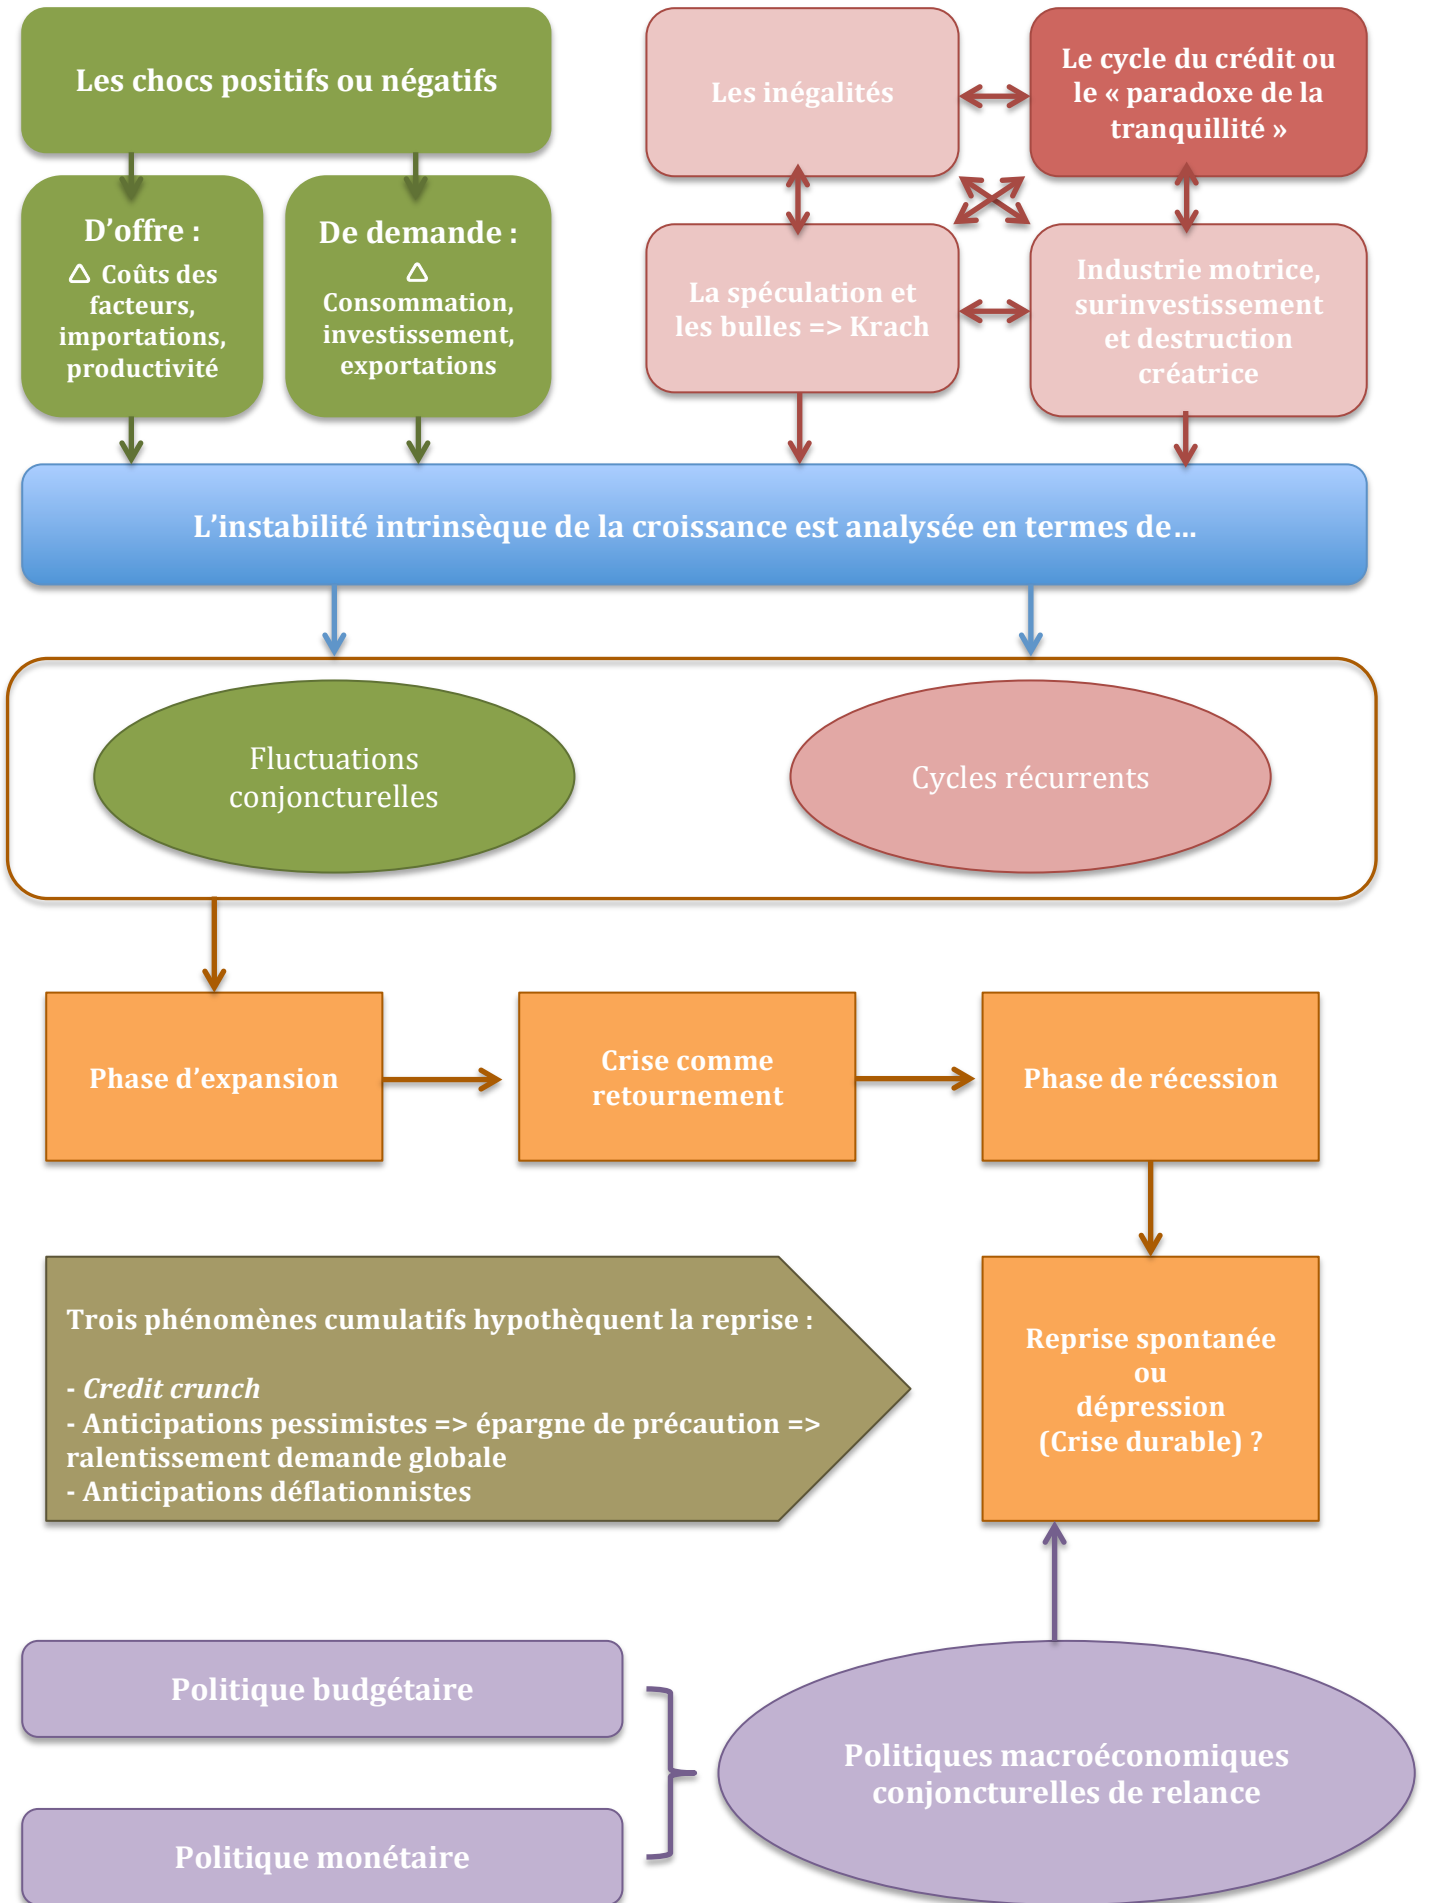 Les chocs positifs ou négatifs
Les inégalités
Le cycle du crédit ou
le « paradoxe de la
tranquillité »
D’offre :
△ Coûts des
facteurs,
importations,
productivité
De demande :
△
Consommation,
investissement,
exportations
La spéculation et
les bulles => Krach
Industrie motrice,
surinvestissement
et destruction
créatrice
L’instabilité intrinsèque de la croissance est analysée en termes de…
Fluctuations
conjoncturelles
Cycles récurrents
Phase d’expansion
Crise comme
retournement
Phase de récession
Trois phénomènes cumulatifs hypothèquent la reprise :
- Credit crunch
- Anticipations pessimistes => épargne de précaution =>
ralentissement demande globale
- Anticipations déflationnistes
Reprise spontanée
ou
dépression
(Crise durable) ?
Politique budgétaire
Politiques macroéconomiques
conjoncturelles de relance
Politique monétaire